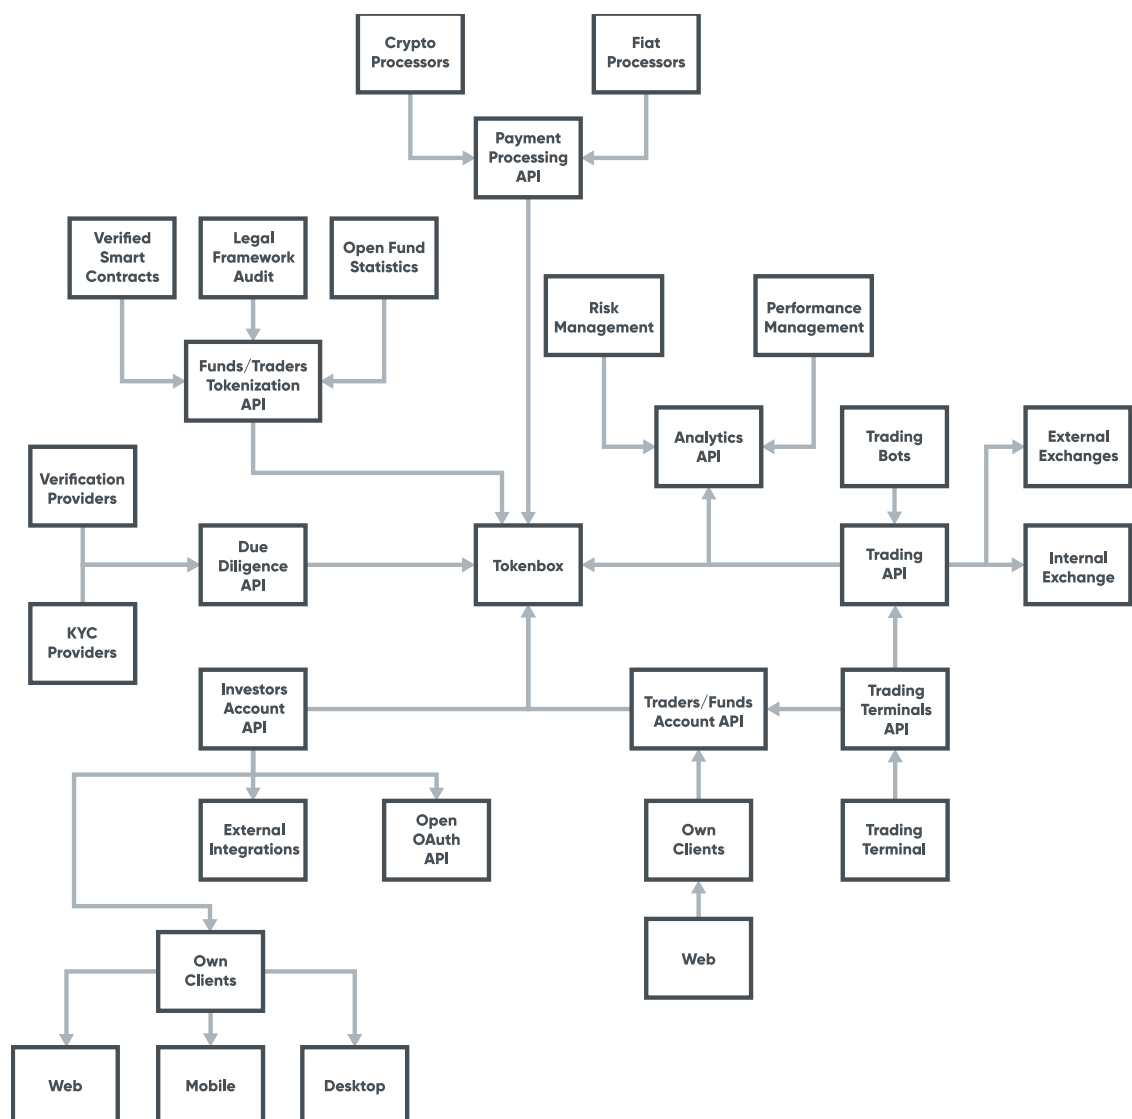 Crypto
Processors
Fiat
Processors
Payment
Processing
API
Verified
Smart
Contracts
Legal
Framework
Audit
Open Fund
Statistics
Risk
Management
Performance
Management
Funds/Traders
Tokenization
API
Analytics
API
Trading
Bots
External
Exchanges
Verification
Providers
Due
Diligence
API
Tokenbox
Trading
API
Internal
Exchange
KYC
Providers
Investors
Account
API
Traders/Funds
Account API
Trading
Terminals
API
External
Integrations
Open
OAuth
API
Own
Clients
Trading
Terminal
Own
Clients
Web
Web
Mobile
Desktop